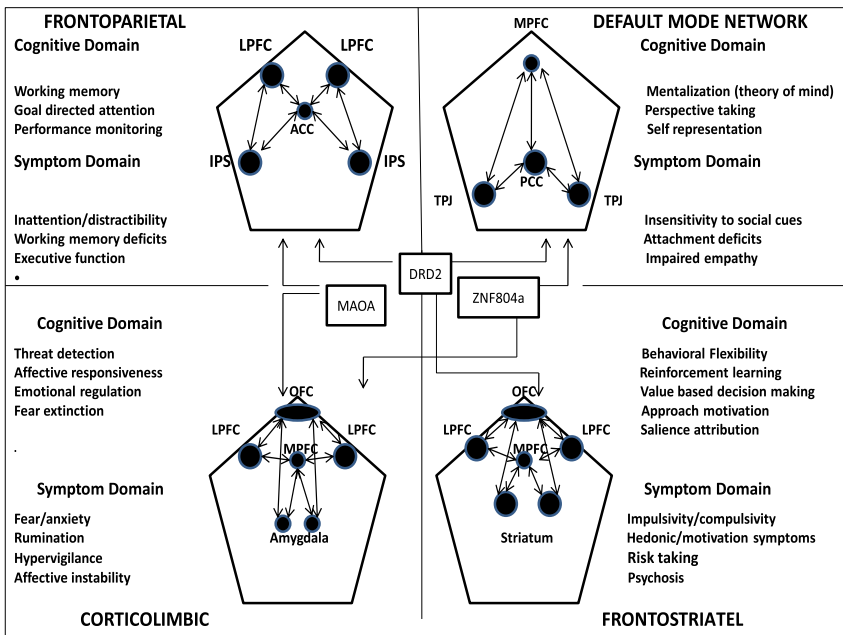 FRONTOPARIETAL
Cognitive Domain
Working memory
Goal directed attention
Performance monitoring
Symptom Domain
Inattention/distractibility
Working memory deficits
Executive function
•
LPFC
LPFC
ACC
IPS
IPS
DEFAULT MODE NETWORK
MPFC
Cognitive Domain
Mentalization (theory of mind)
Perspective taking
Self representation
Symptom Domain
PCC
TPJ
TPJ
Insensitivity to social cues
Attachment deficits
Impaired empathy
DRD2
MAOA
ZNF804a
Cognitive Domain
Threat detection
Affective responsiveness
Emotional regulation
Fear extinction
.
Symptom Domain
Fear/anxiety
Rumination
Hypervigilance
Affective instability
OFC
LPFC
LPFC
MPFC
Amygdala
CORTICOLIMBIC
Cognitive Domain
Behavioral Flexibility
Reinforcement learning
Value based decision making
Approach motivation
Salience attribution
OFC
LPFC
LPFC
MPFC
Striatum
Symptom Domain
Impulsivity/compulsivity
Hedonic/motivation symptoms
Risk taking
Psychosis
FRONTOSTRIATEL